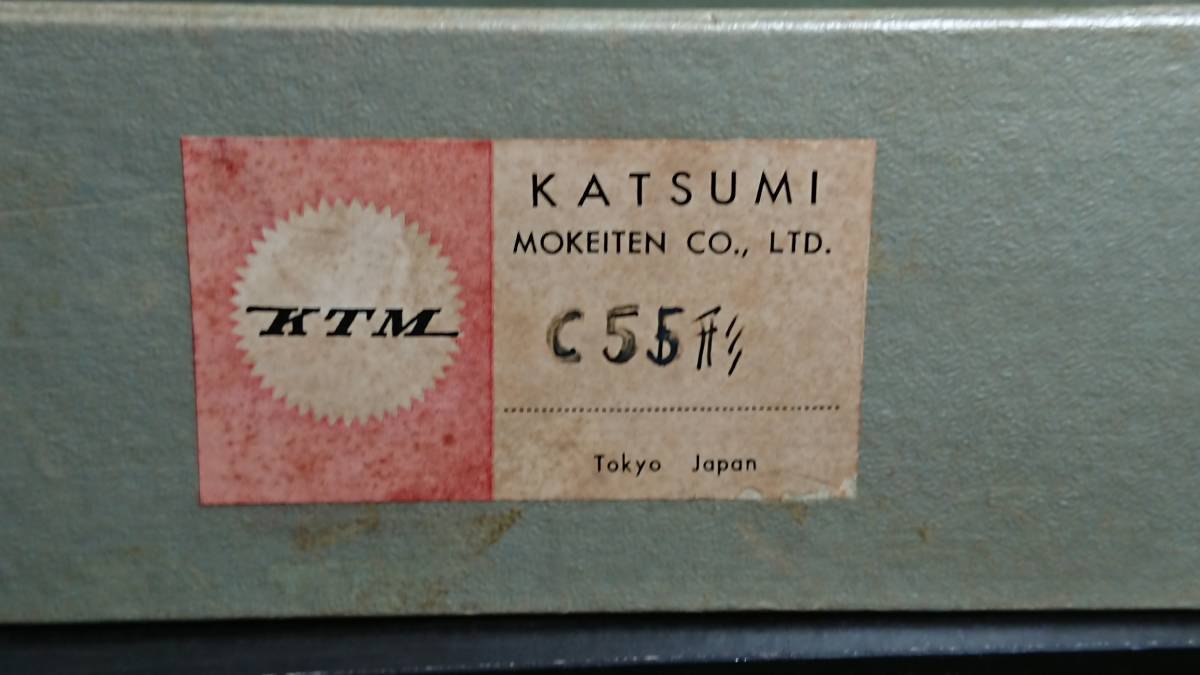 KTM
KATSUMI
MOKEITEN CO., LTD.
C55形
Tokyo Japan